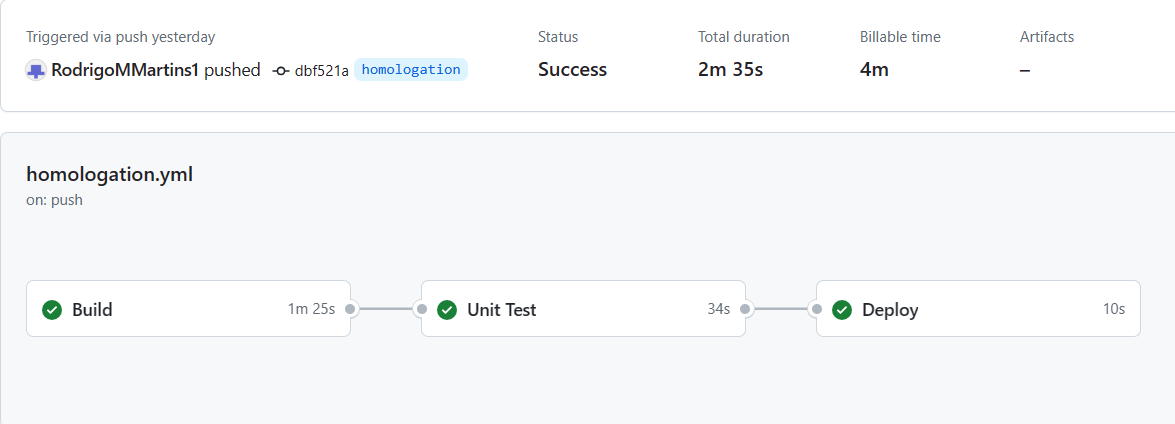 Triggered via push yesterday
RodrigoMMartins1 pushed dbf521a homologation
Status
Success
Total duration
2m 35s
Billable time
4m
Artifacts
–
homologation.yml
on: push
Build 1m 25s
Unit Test 34s
Deploy 10s